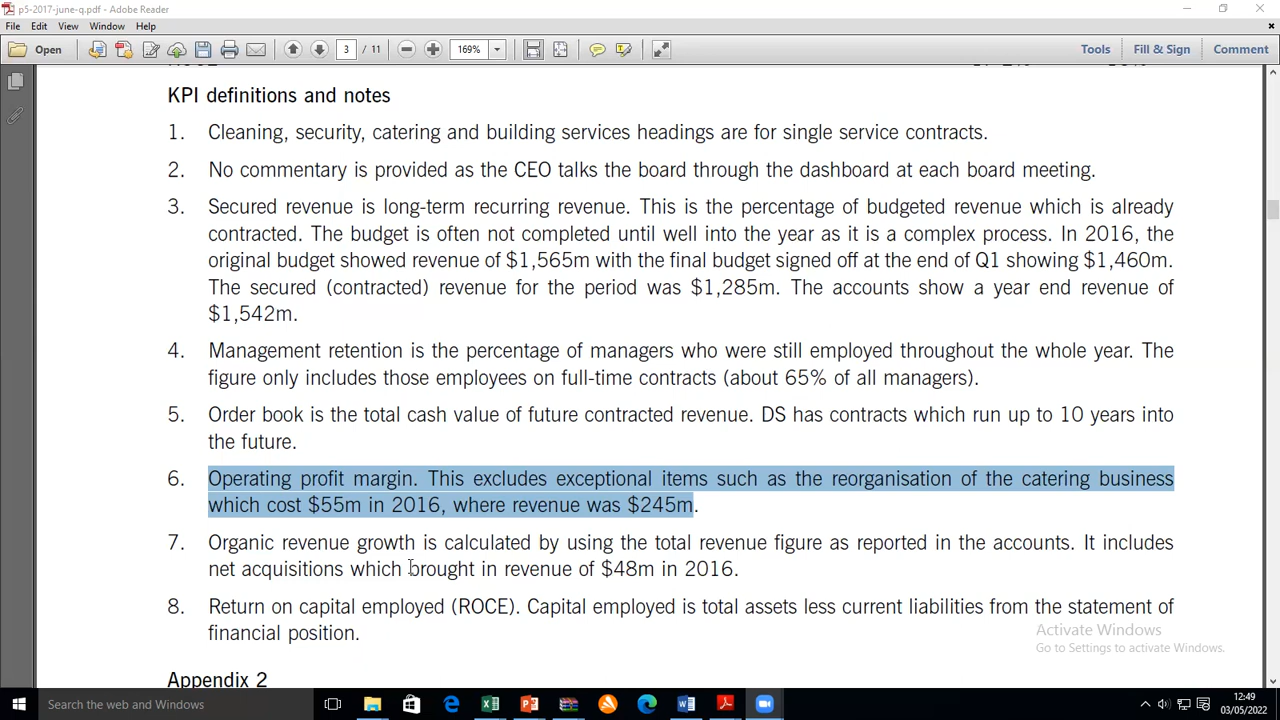 p5-2017-june-q.pdf - Adobe Reader
File Edit View Window Help
Open 3 / 11 169% Tools Fill & Sign Comment
KPI definitions and notes
1. Cleaning, security, catering and building services headings are for single service contracts.
2. No commentary is provided as the CEO talks the board through the dashboard at each board meeting.
3. Secured revenue is long-term recurring revenue. This is the percentage of budgeted revenue which is already
contracted. The budget is often not completed until well into the year as it is a complex process. In 2016, the
original budget showed revenue of $1,565m with the final budget signed off at the end of Q1 showing $1,460m.
The secured (contracted) revenue for the period was $1,285m. The accounts show a year end revenue of
$1,542m.
4. Management retention is the percentage of managers who were still employed throughout the whole year. The
figure only includes those employees on full-time contracts (about 65% of all managers).
5. Order book is the total cash value of future contracted revenue. DS has contracts which run up to 10 years into
the future.
6. Operating profit margin. This excludes exceptional items such as the reorganisation of the catering business
which cost $55m in 2016, where revenue was $245m.
7. Organic revenue growth is calculated by using the total revenue figure as reported in the accounts. It includes
net acquisitions which brought in revenue of $48m in 2016.
8. Return on capital employed (ROCE). Capital employed is total assets less current liabilities from the statement of
financial position.
Activate Windows
Go to Settings to activate Windows.
Appendix 2
Search the web and Windows
12:49
03/05/2022